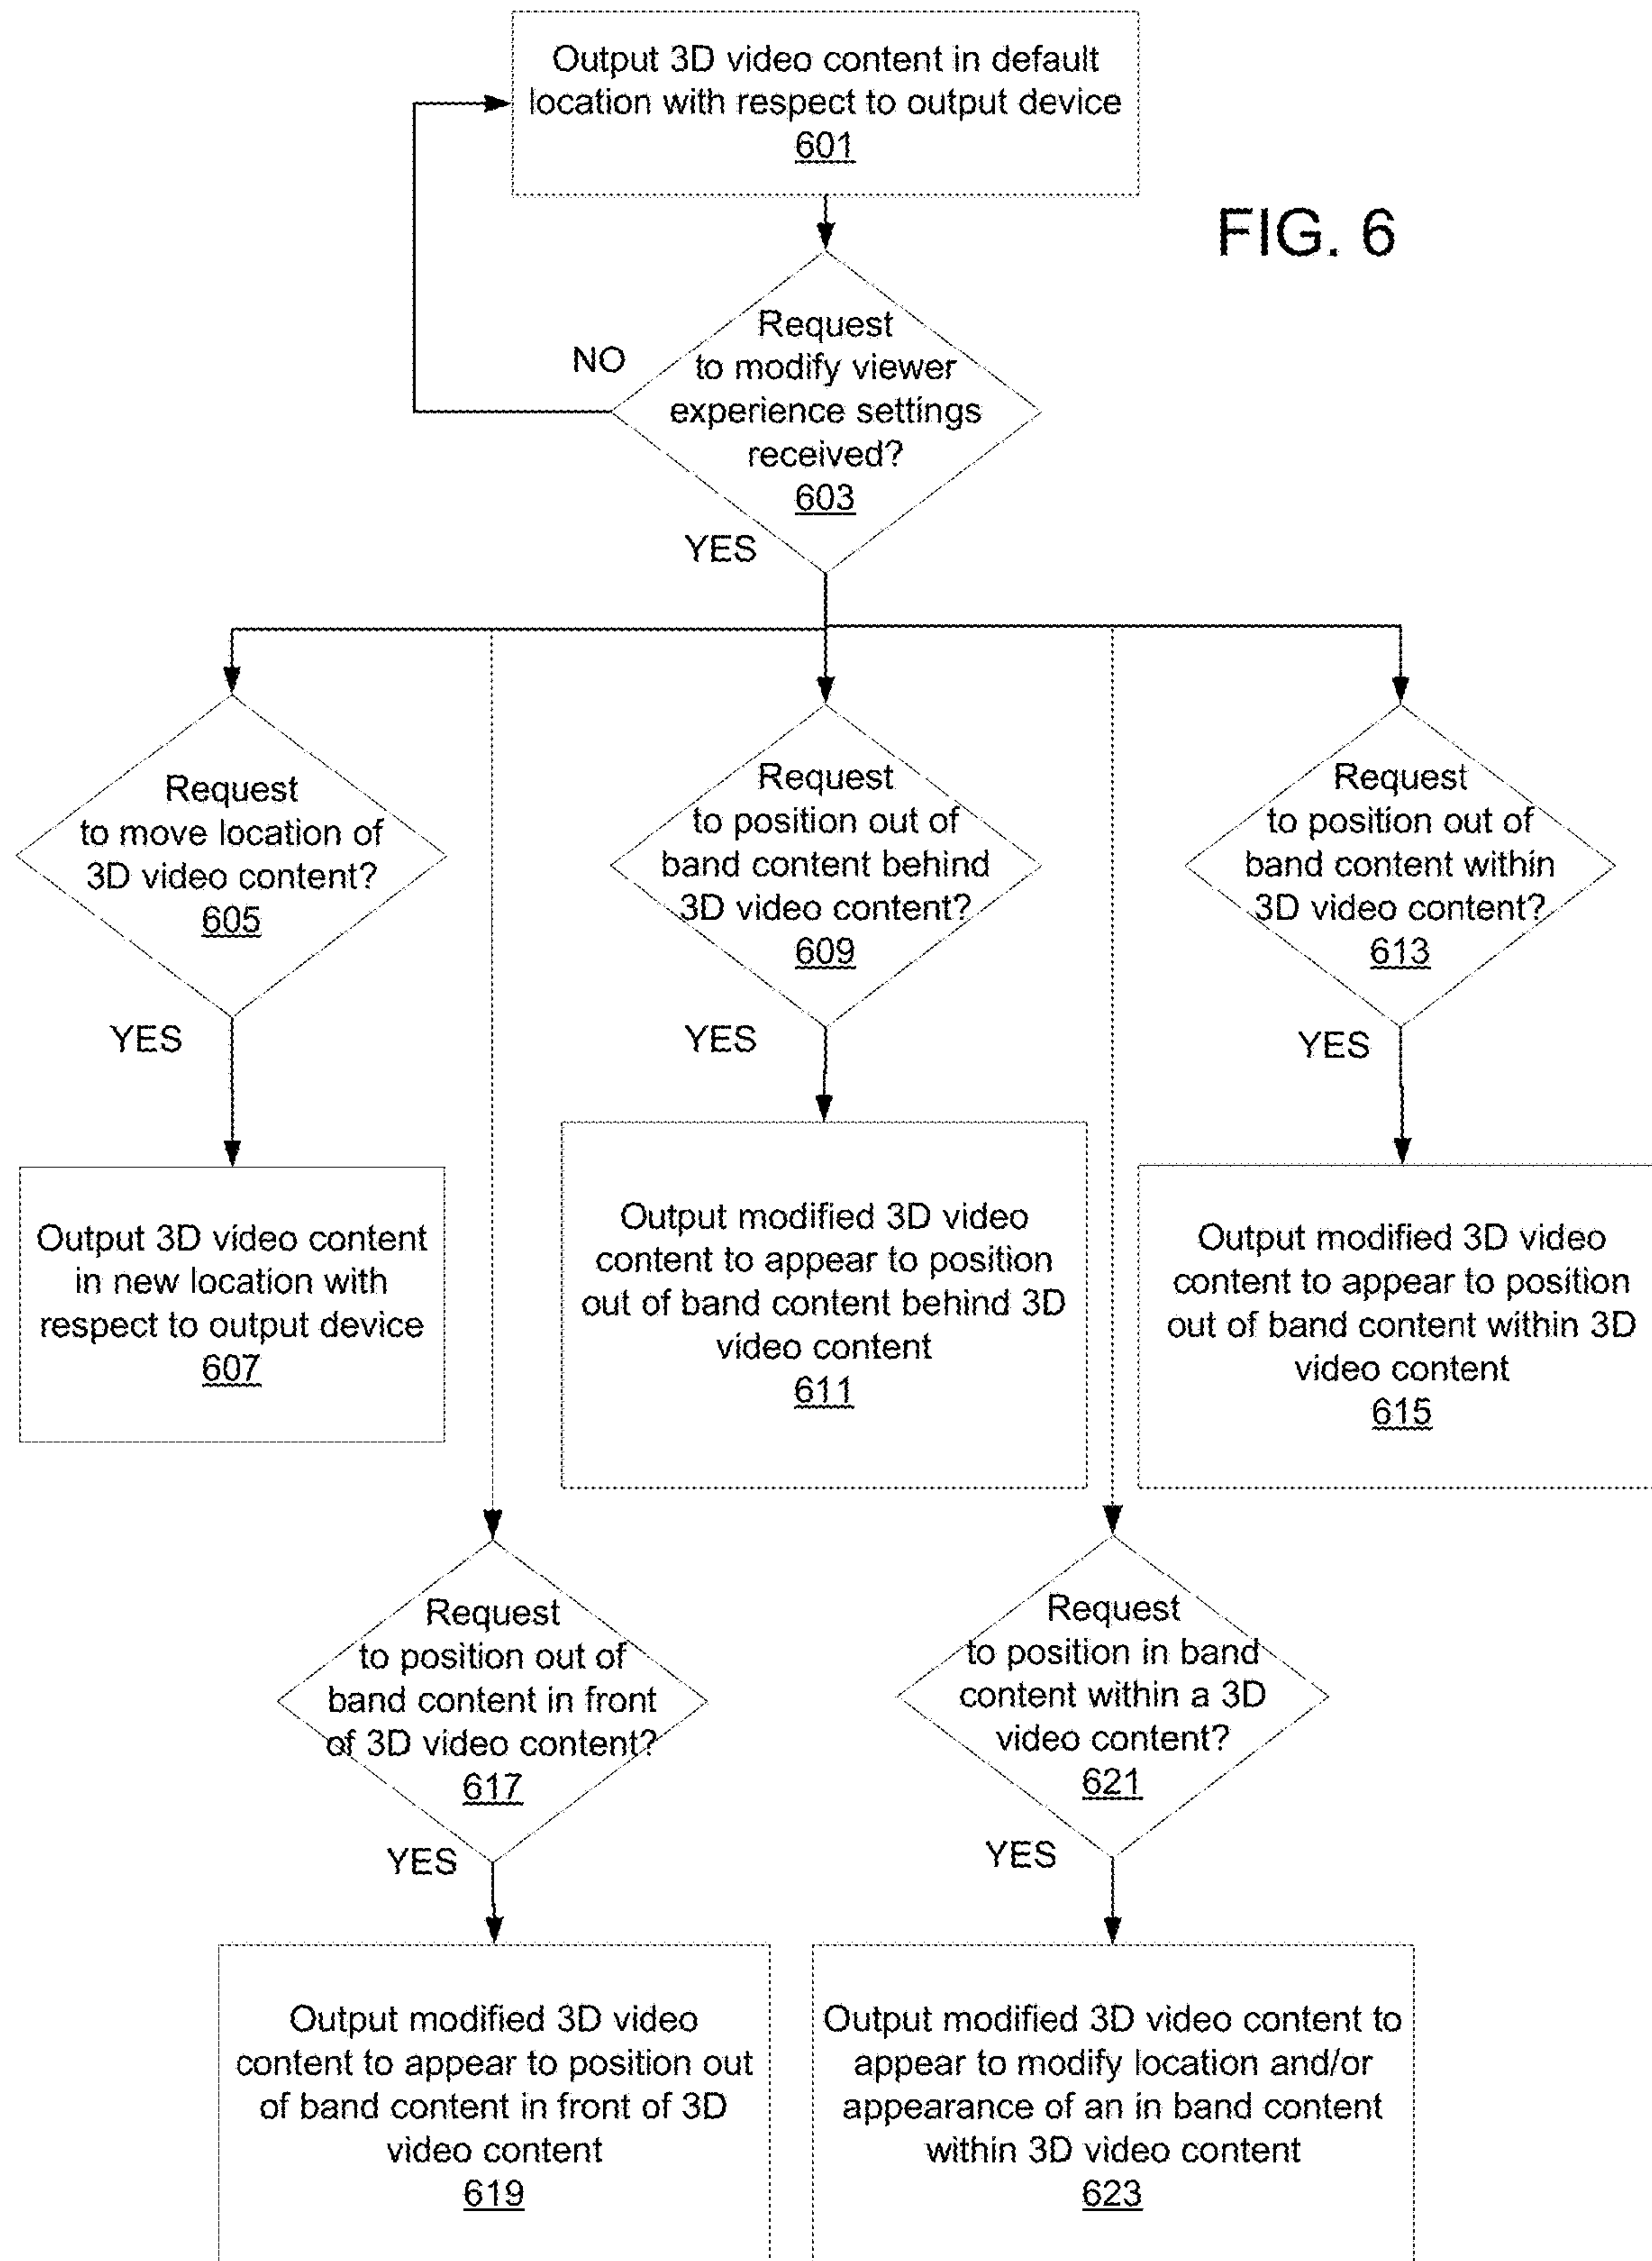 Output 3D video content in default
location with respect to output device
601
FIG. 6
Request
to modify viewer
experience settings
received?
603
NO
YES
Request
to move location of
3D video content?
605
YES
Request
to position out of
band content behind
3D video content?
609
YES
Request
to position out of
band content within
3D video content?
613
YES
Output 3D video content
in new location with
respect to output device
607
Output modified 3D video
content to appear to position
out of band content behind 3D
video content
611
Output modified 3D video
content to appear to position
out of band content within 3D
video content
615
Request
to position out of
band content in front
of 3D video content?
617
YES
Request
to position in band
content within a 3D
video content?
621
YES
Output modified 3D video
content to appear to position out
of band content in front of 3D
video content
619
Output modified 3D video content to
appear to modify location and/or
appearance of an in band content
within 3D video content
623